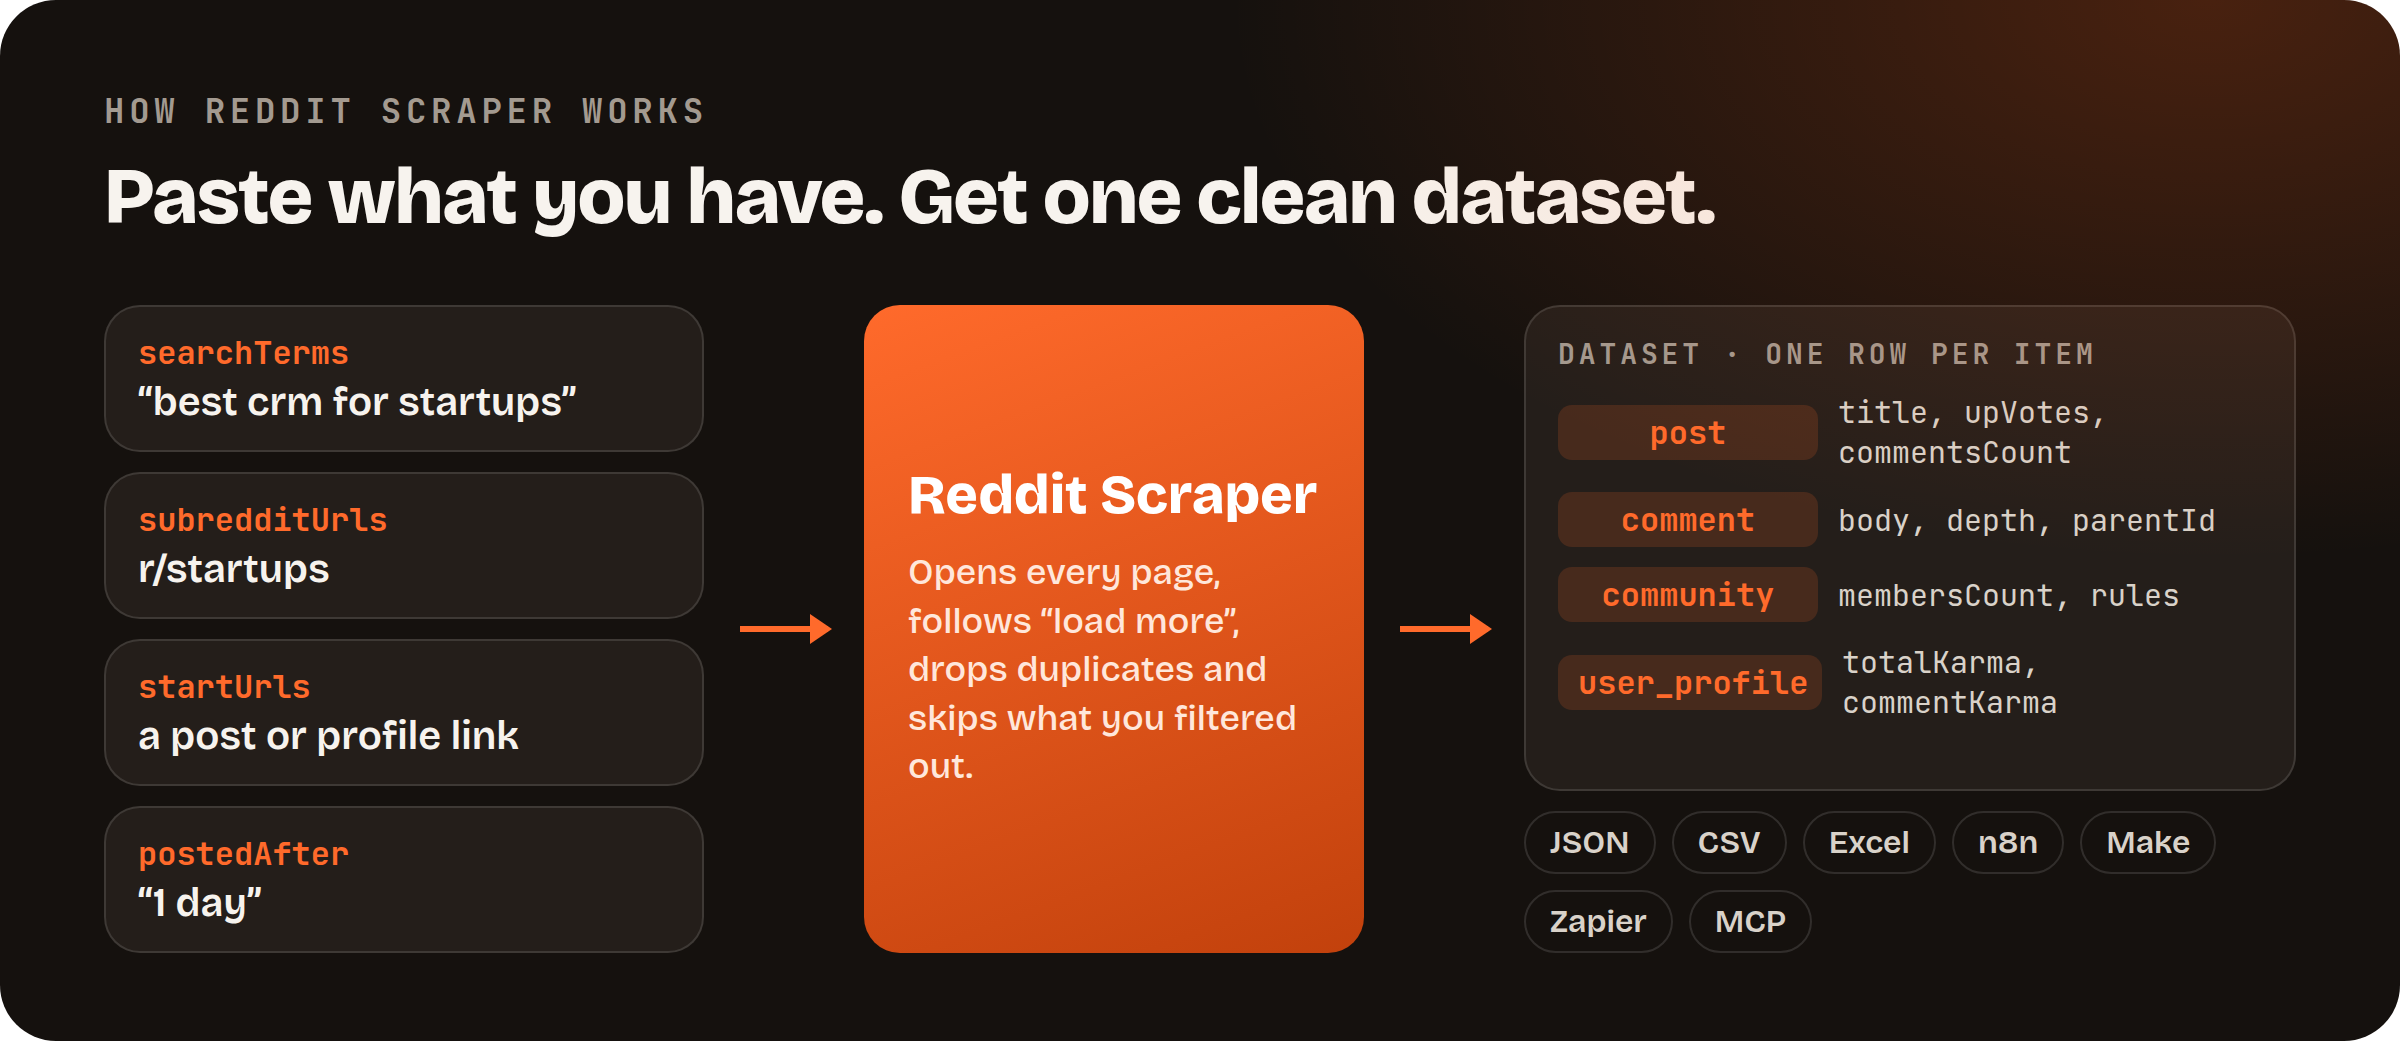 HOW REDDIT SCRAPER WORKS
Paste what you have. Get one clean dataset.
searchTerms
“best crm for startups”
subredditUrls
r/startups
startUrls
a post or profile link
postedAfter
“1 day”
Reddit Scraper
Opens every page,
follows “load more”,
drops duplicates and
skips what you filtered
out.
DATASET · ONE ROW PER ITEM
post
title, upVotes,
commentsCount
comment
body, depth, parentId
community
membersCount, rules
user_profile
totalKarma,
commentKarma
JSON
CSV
Excel
n8n
Make
Zapier
MCP